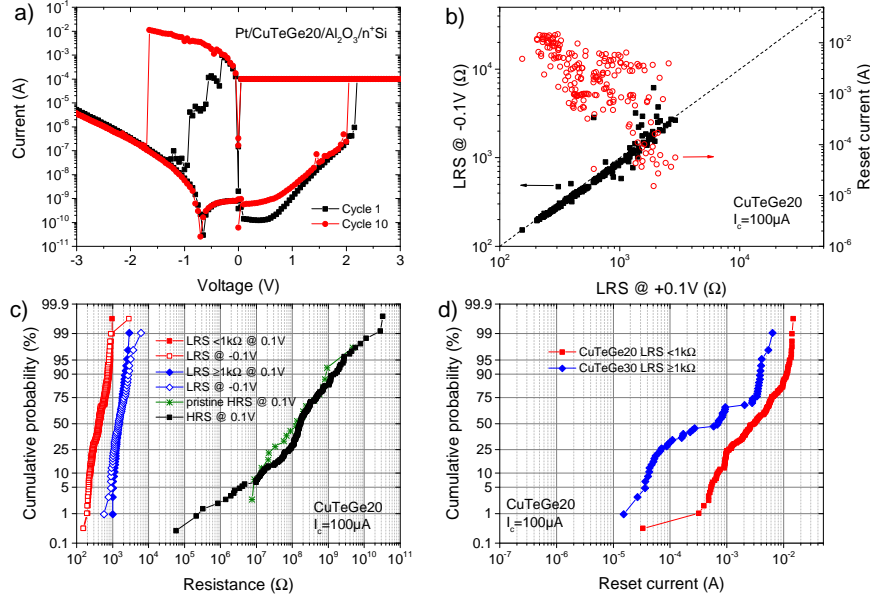 a)
Pt/CuTeGe20/Al₂O₃/n⁺Si
10⁻¹
10⁻²
10⁻³
10⁻⁴
10⁻⁵
10⁻⁶
10⁻⁷
10⁻⁸
10⁻⁹
10⁻¹⁰
10⁻¹¹
Current (A)
Cycle 1
Cycle 10
-3 -2 -1 0 1 2 3
Voltage (V)
b)
10⁴
10³
10²
LRS @ -0.1V (Ω)
10⁻²
10⁻³
10⁻⁴
10⁻⁵
10⁻⁶
Reset current (A)
CuTeGe20
I_c=100µA
10² 10³ 10⁴
LRS @ +0.1V (Ω)
c)
99.9
99
95
90
75
50
25
10
5
1
0.1
Cumulative probability (%)
LRS <1kΩ @ 0.1V
LRS @ -0.1V
LRS ≥1kΩ @ 0.1V
LRS @ -0.1V
pristine HRS @ 0.1V
HRS @ 0.1V
CuTeGe20
I_c=100µA
10² 10³ 10⁴ 10⁵ 10⁶ 10⁷ 10⁸ 10⁹ 10¹⁰ 10¹¹
Resistance (Ω)
d)
99.9
99
95
90
75
50
25
10
5
1
0.1
Cumulative probability (%)
CuTeGe20 LRS <1kΩ
CuTeGe30 LRS ≥1kΩ
CuTeGe20
I_c=100µA
10⁻⁷ 10⁻⁶ 10⁻⁵ 10⁻⁴ 10⁻³ 10⁻²
Reset current (A)